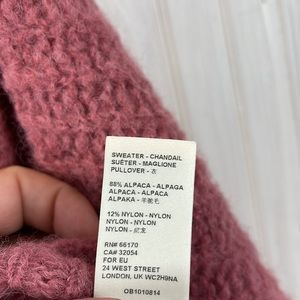 SWEATER - CHANDAIL
SUÉTER - MAGLIONE
PULLOVER - 衣
88% ALPACA - ALPAGA
ALPACA - ALPACA
ALPAKA - 羊驼毛
12% NYLON - NYLON
NYLON - NYLON
NYLON - 尼龙
RN# 66170
CA# 32054
FOR EU
24 WEST STREET
LONDON, UK WC2H9NA
OB1010814